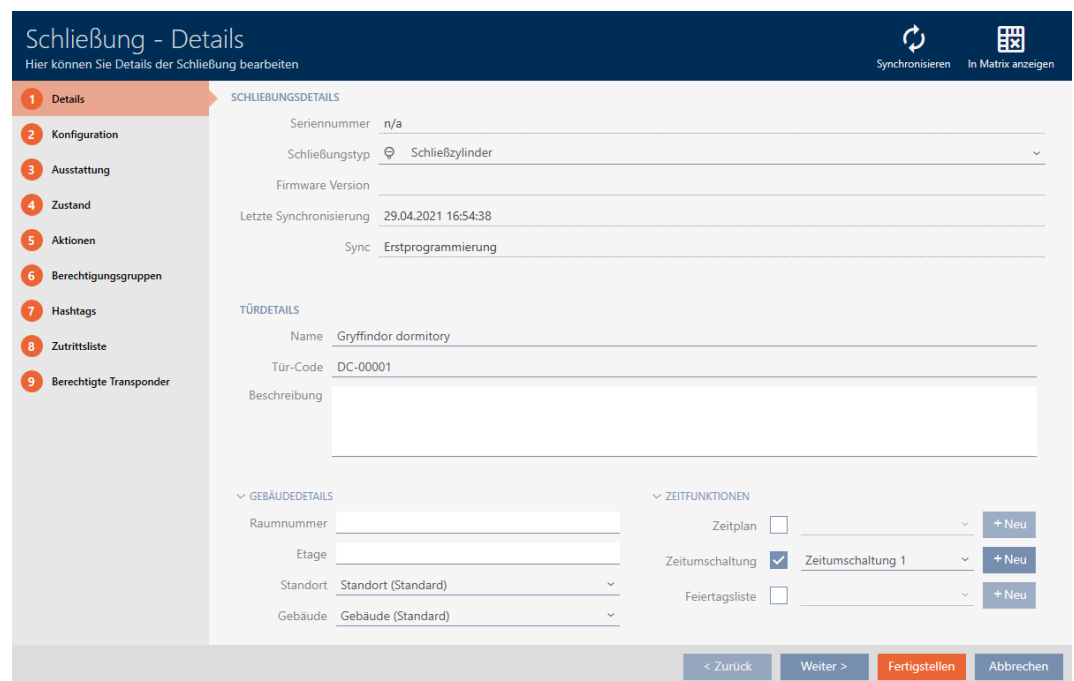 Schließung - Details
Hier können Sie Details der Schließung bearbeiten
Synchronisieren
In Matrix anzeigen
1 Details
2 Konfiguration
3 Ausstattung
4 Zustand
5 Aktionen
6 Berechtigungsgruppen
7 Hashtags
8 Zutrittsliste
9 Berechtigte Transponder
SCHLIEßUNGSDETAILS
Seriennummer n/a
Schließungstyp Schließzylinder
Firmware Version
Letzte Synchronisierung 29.04.2021 16:54:38
Sync Erstprogrammierung
TÜRDETAILS
Name Gryffindor dormitory
Tür-Code DC-00001
Beschreibung
GEBÄUDEDETAILS
Raumnummer
Etage
Standort Standort (Standard)
Gebäude Gebäude (Standard)
ZEITFUNKTIONEN
Zeitplan + Neu
Zeitumschaltung Zeitumschaltung 1 + Neu
Feiertagsliste + Neu
< Zurück
Weiter >
Fertigstellen
Abbrechen